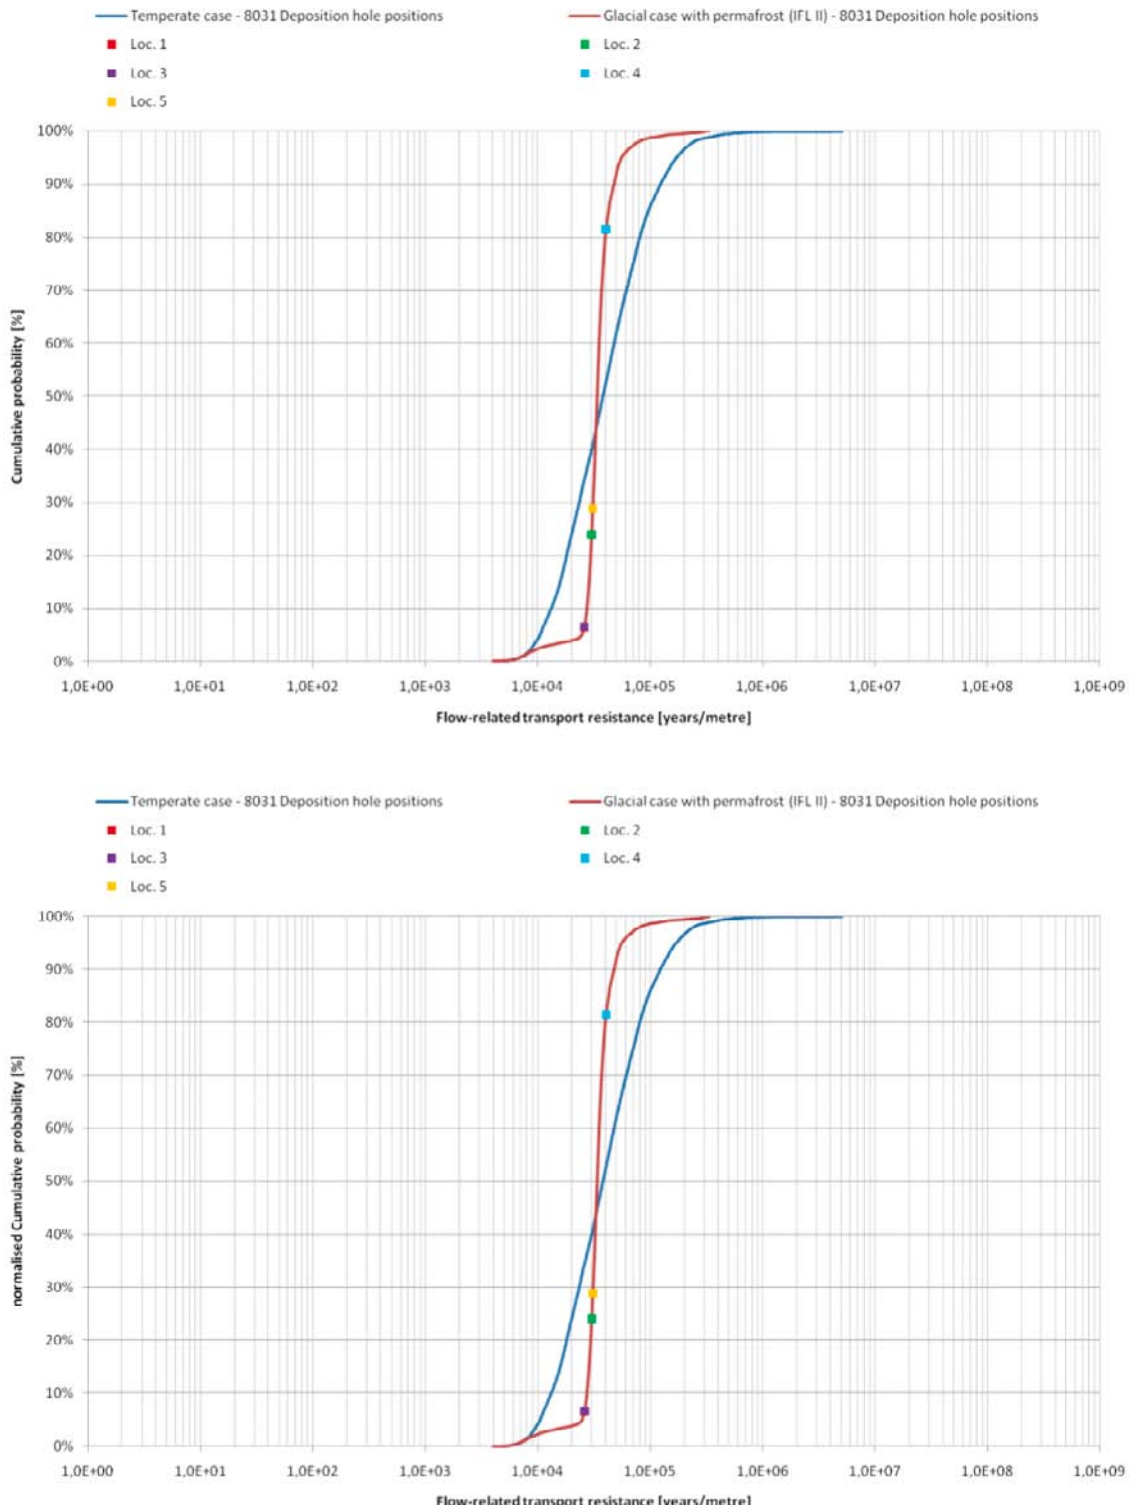 Temperate case - 8031 Deposition hole positions Glacial case with permafrost (IFL II) - 8031 Deposition hole positions
Loc. 1 Loc. 2
Loc. 3 Loc. 4
Loc. 5
100%
90%
80%
70%
60%
50%
40%
30%
20%
10%
0%
Cumulative probability [%]
1,0E+00 1,0E+01 1,0E+02 1,0E+03 1,0E+04 1,0E+05 1,0E+06 1,0E+07 1,0E+08 1,0E+09
Flow-related transport resistance [years/metre]
Temperate case - 8031 Deposition hole positions Glacial case with permafrost (IFL II) - 8031 Deposition hole positions
Loc. 1 Loc. 2
Loc. 3 Loc. 4
Loc. 5
100%
90%
80%
70%
60%
50%
40%
30%
20%
10%
0%
normalised Cumulative probability [%]
1,0E+00 1,0E+01 1,0E+02 1,0E+03 1,0E+04 1,0E+05 1,0E+06 1,0E+07 1,0E+08 1,0E+09
Flow-related transport resistance [years/metre]